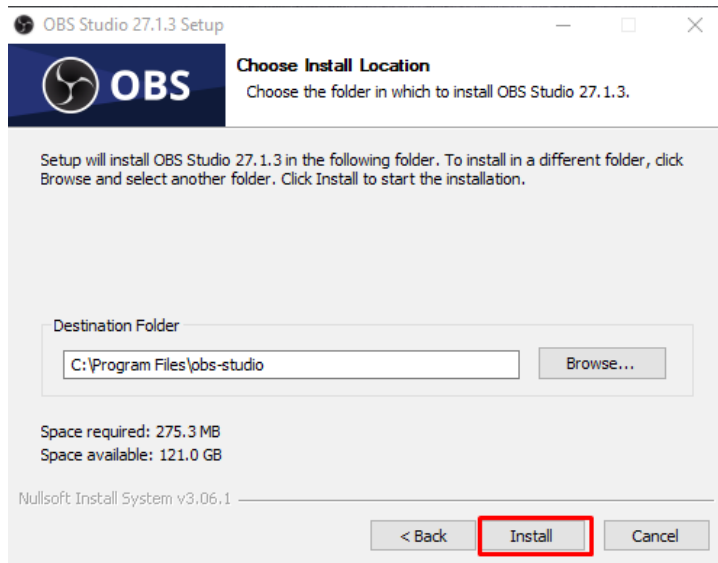 OBS Studio 27.1.3 Setup
OBS
Choose Install Location
Choose the folder in which to install OBS Studio 27.1.3.
Setup will install OBS Studio 27.1.3 in the following folder. To install in a different folder, click
Browse and select another folder. Click Install to start the installation.
Destination Folder
C:\Program Files\obs-studio
Browse...
Space required: 275.3 MB
Space available: 121.0 GB
Nullsoft Install System v3.06.1
< Back
Install
Cancel